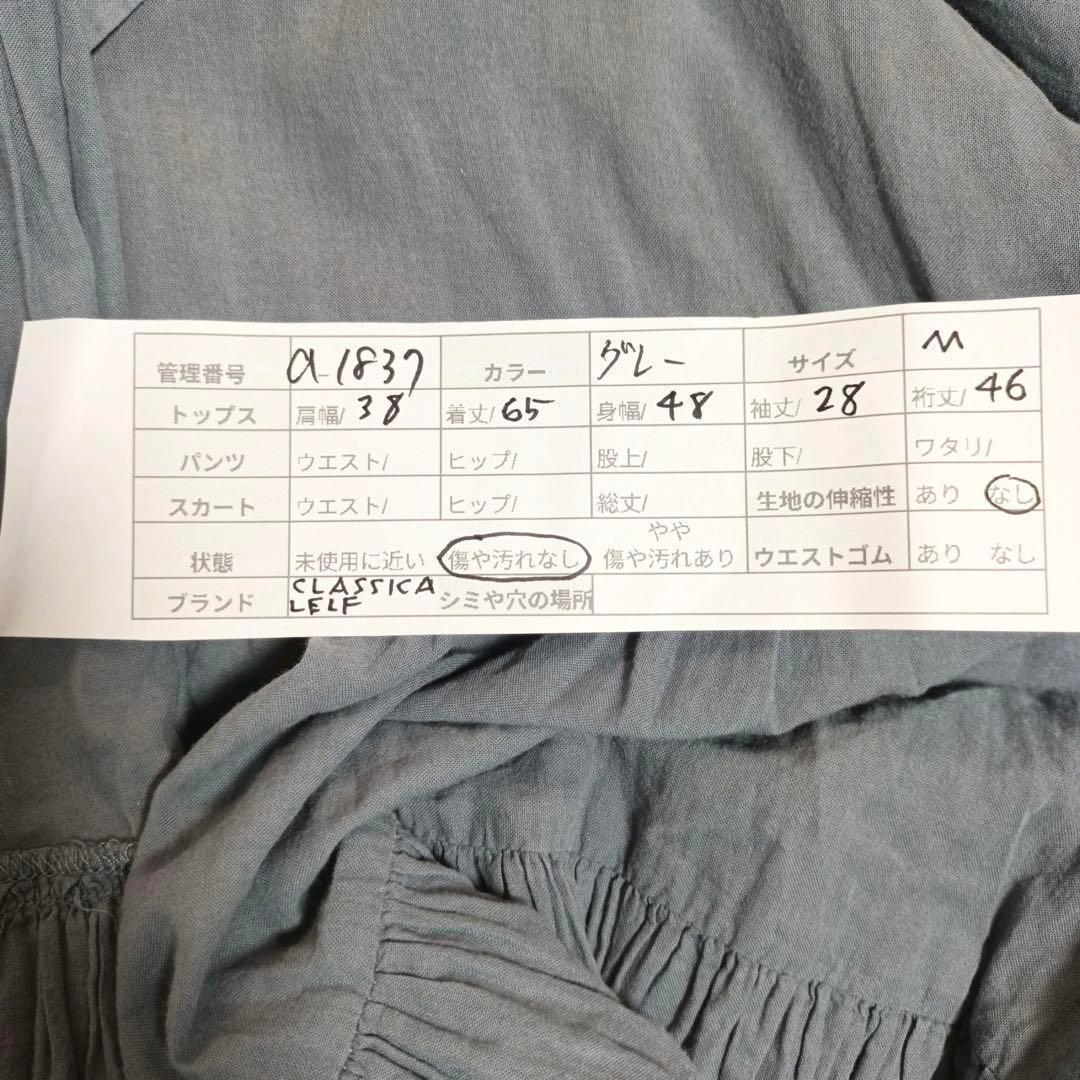 管理番号 a-1837 カラー グレー サイズ M
トップス 肩幅/ 38 着丈/ 65 身幅/ 48 袖丈/ 28 裄丈/ 46
パンツ ウエスト/ ヒップ/ 股上/ 股下/ ワタリ/
スカート ウエスト/ ヒップ/ 総丈/ 生地の伸縮性 あり なし
状態 未使用に近い 傷や汚れなし やや 傷や汚れあり ウエストゴム あり なし
ブランド CLASSICA LELF シミや穴の場所